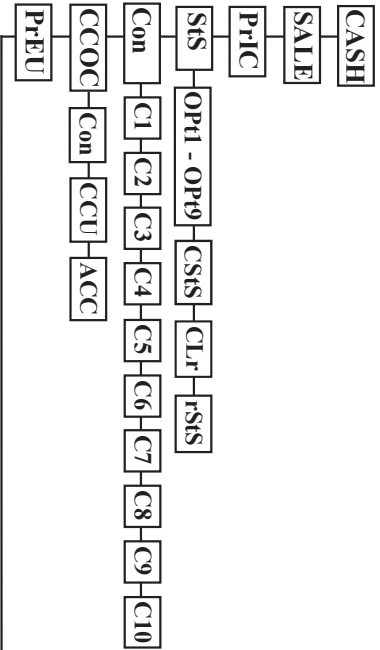 CASH
SALE
PrIC
StS OPt1 - OPt9 CStS CLr rStS
Con C1 C2 C3 C4 C5 C6 C7 C8 C9 C10
CCOC Con CCU ACC
PrEU